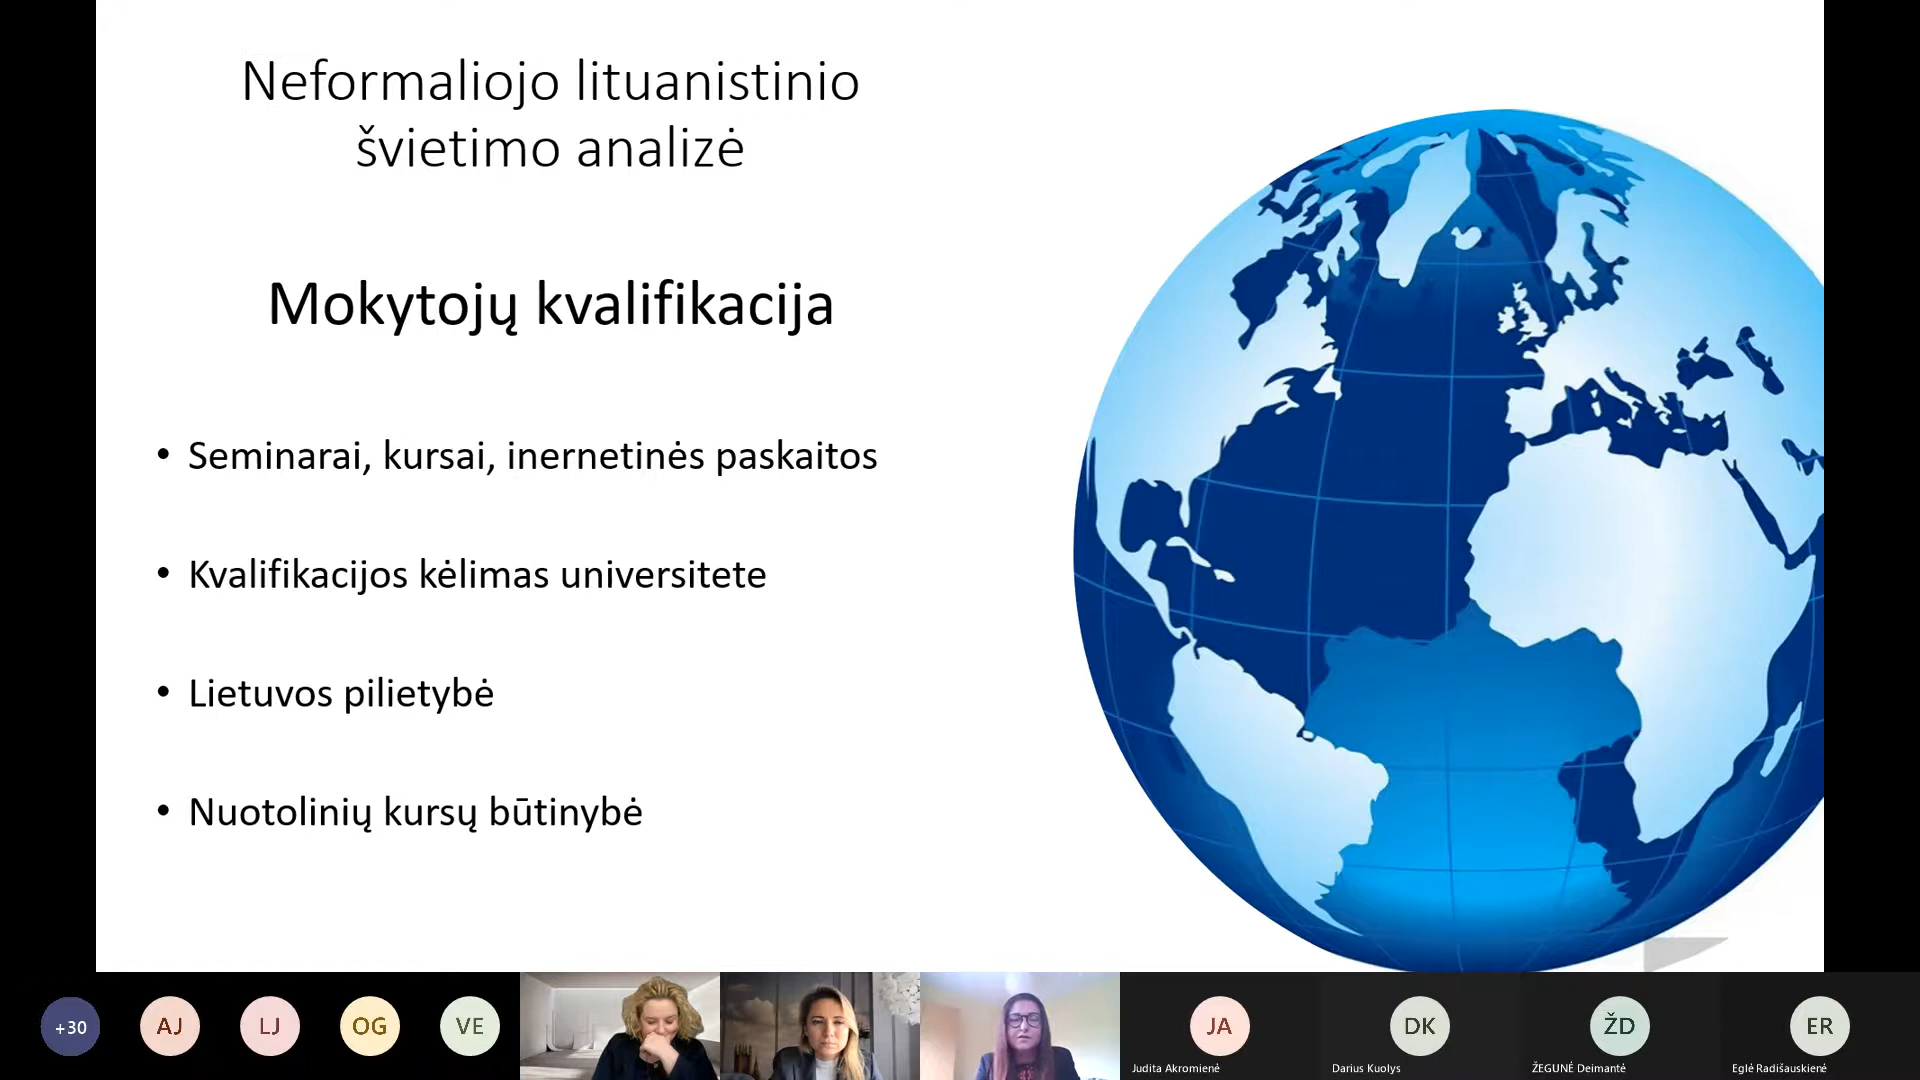 Neformaliojo lituanistinio
švietimo analizė
Mokytojų kvalifikacija
• Seminarai, kursai, inernetinės paskaitos
• Kvalifikacijos kėlimas universitete
• Lietuvos pilietybė
• Nuotolinių kursų būtinybė
+30
AJ
LJ
OG
VE
JA
Judita Akromienė
DK
Darius Kuolys
ŽD
ŽEGUNĖ Deimantė
ER
Eglė Radišauskienė